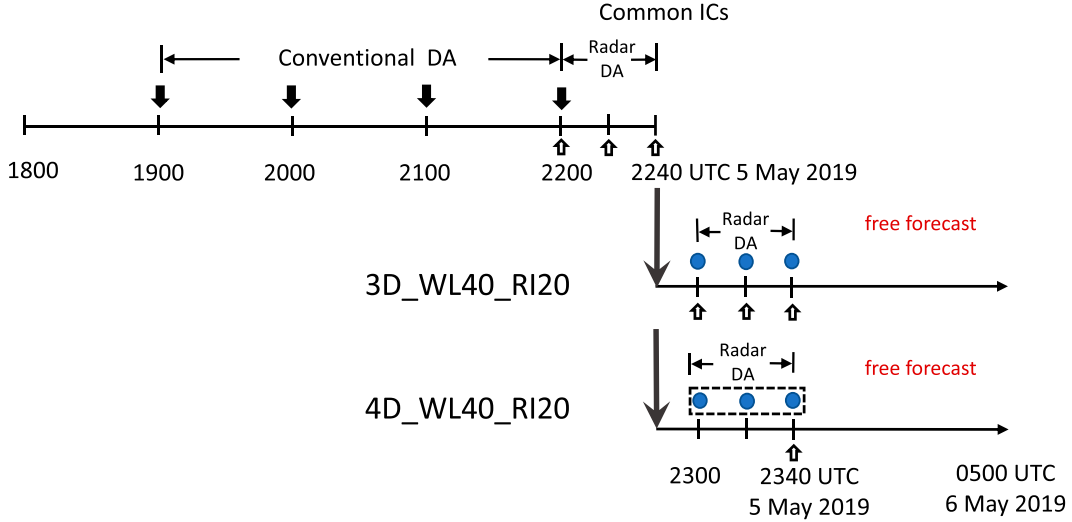 Common ICs
Conventional DA
Radar
DA
1800
1900
2000
2100
2200
2240 UTC 5 May 2019
Radar
DA
free forecast
3D_WL40_RI20
Radar
DA
free forecast
4D_WL40_RI20
2300
2340 UTC
5 May 2019
0500 UTC
6 May 2019